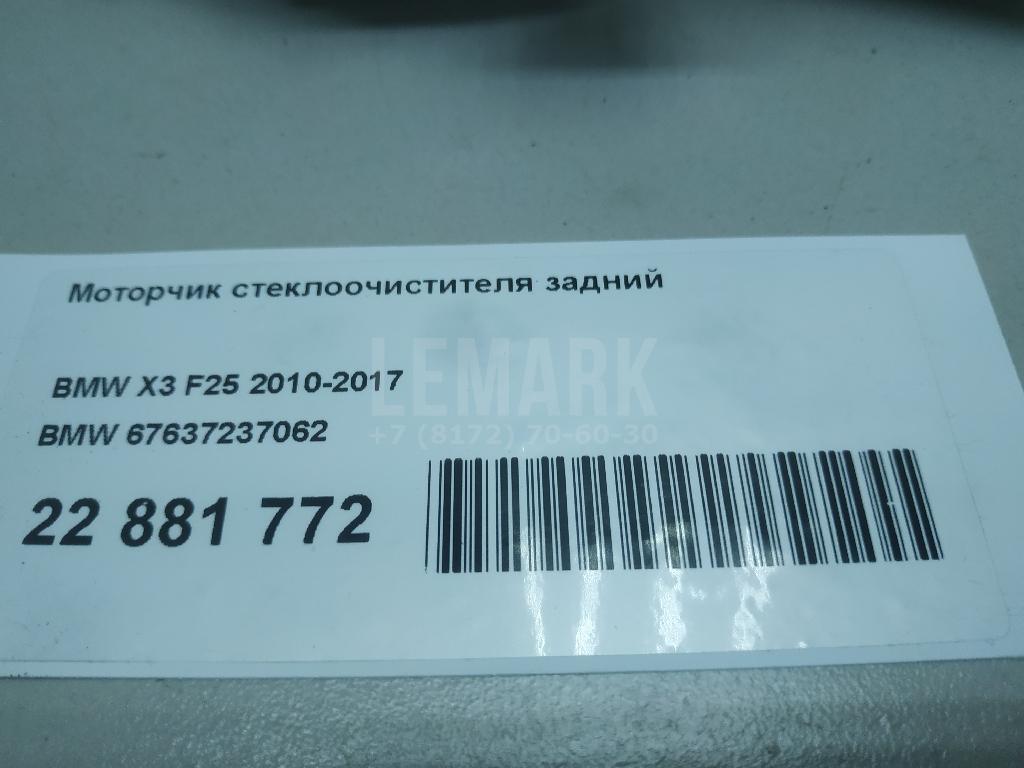 Моторчик стеклоочистителя задний
BMW X3 F25 2010-2017
LEMARK
BMW 67637237062
+7 (8172) 70-60-30
22 881 772